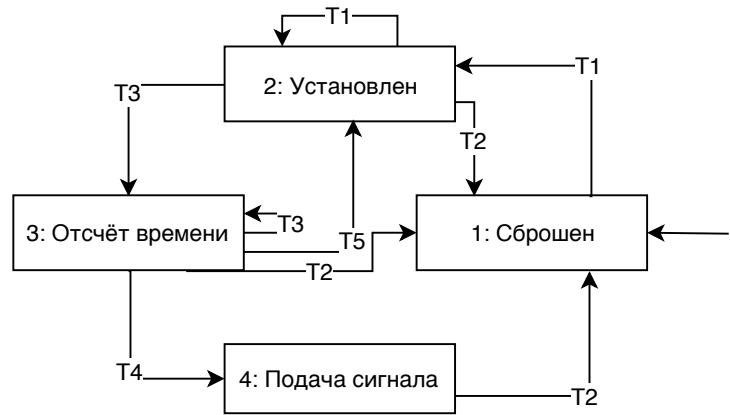 T1
2: Установлен
T1
T3
T2
3: Отсчёт времени
T3
1: Сброшен
T5
T2
T4
4: Подача сигнала
T2